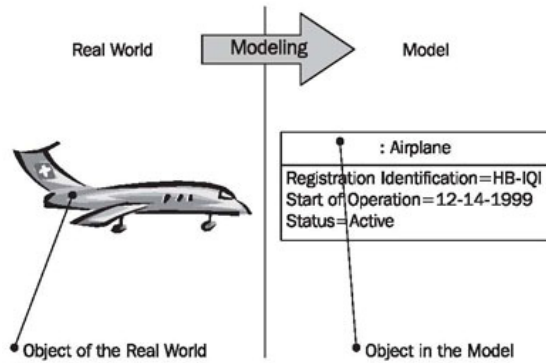 Real World
Modeling
Model
: Airplane
Registration Identification=HB-IQI
Start of Operation=12-14-1999
Status=Active
Object of the Real World
Object in the Model